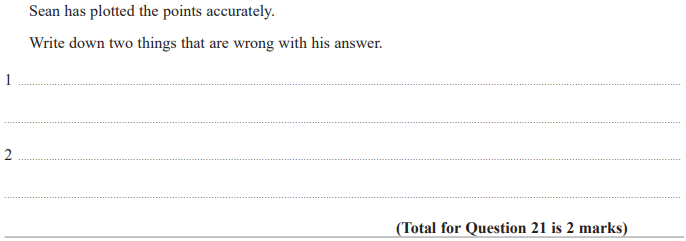 Sean has plotted the points accurately.
Write down two things that are wrong with his answer.
1
2
(Total for Question 21 is 2 marks)